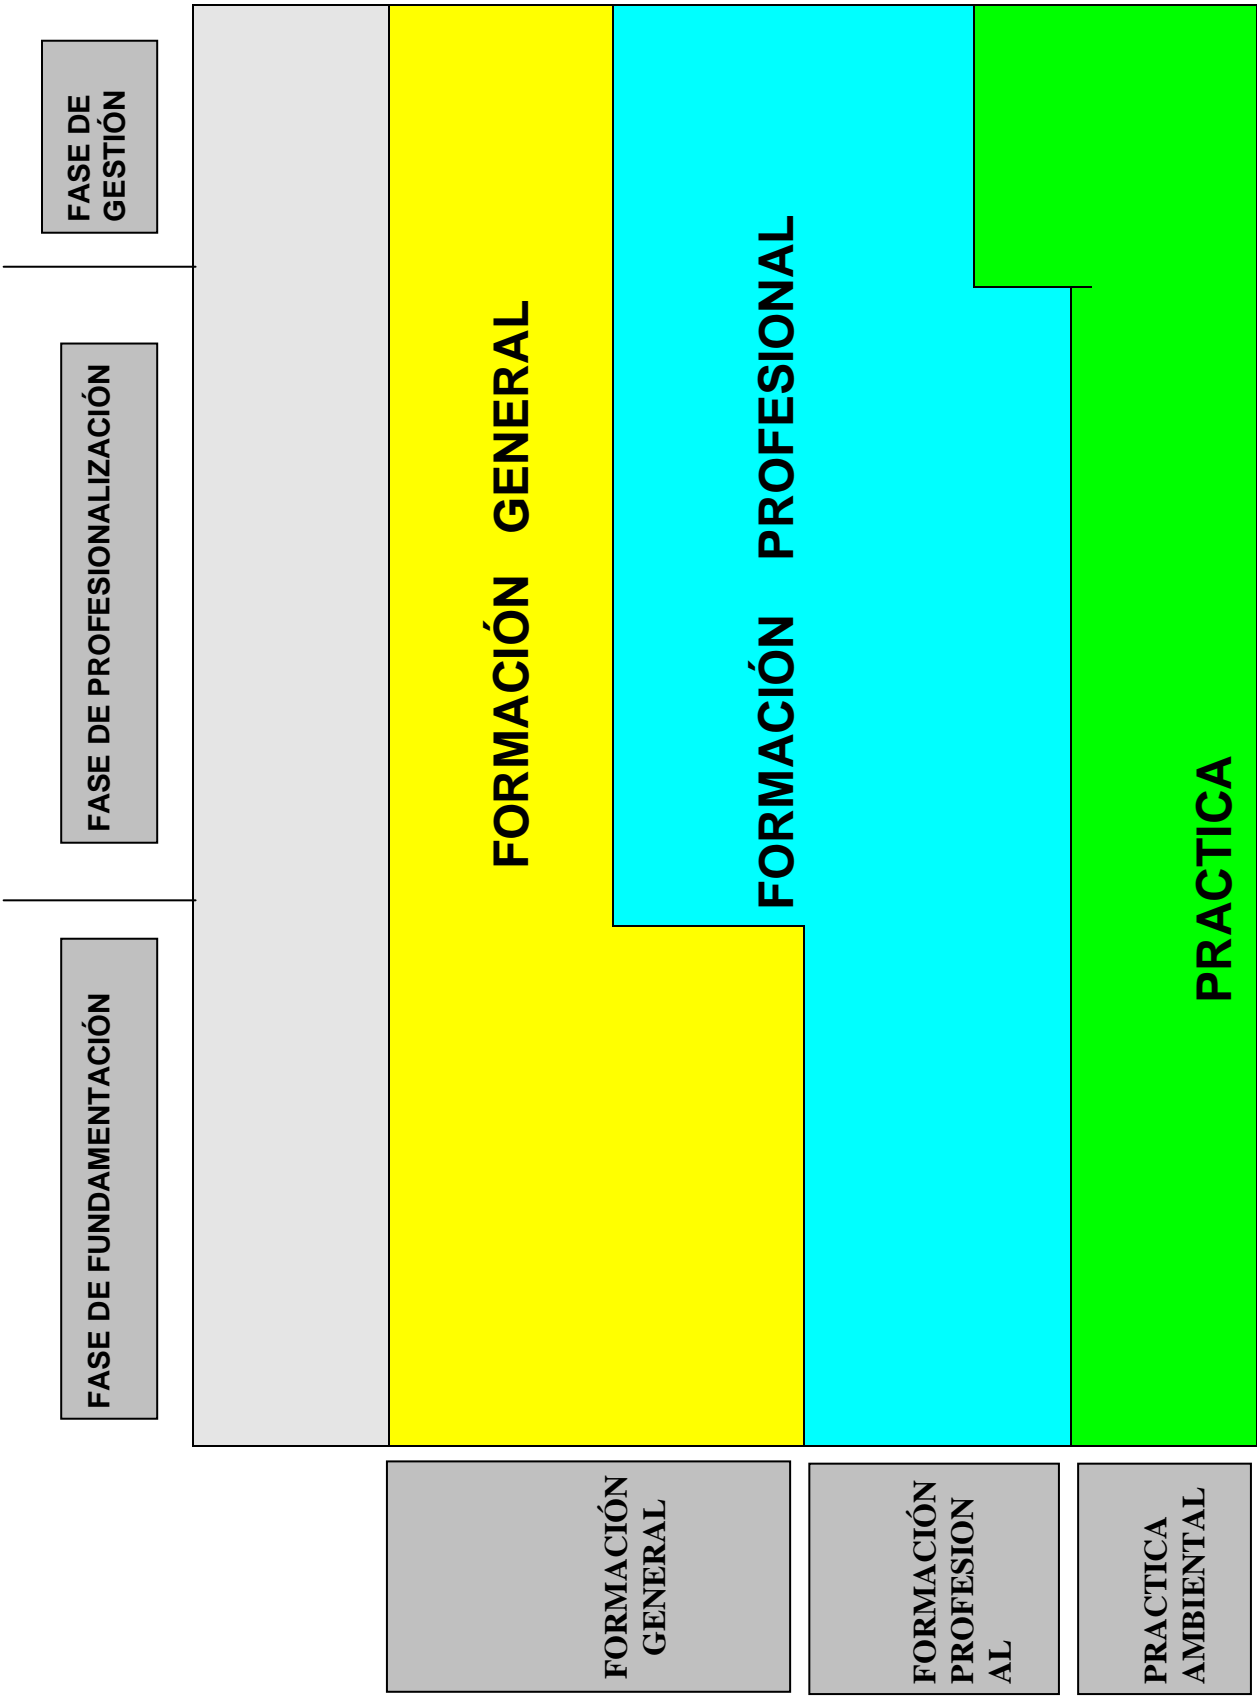 FASE DE FUNDAMENTACIÓN
FASE DE PROFESIONALIZACIÓN
FASE DE
GESTIÓN
FORMACIÓN
GENERAL
FORMACIÓN GENERAL
FORMACIÓN
PROFESION
AL
FORMACIÓN PROFESIONAL
PRACTICA
AMBIENTAL
PRACTICA